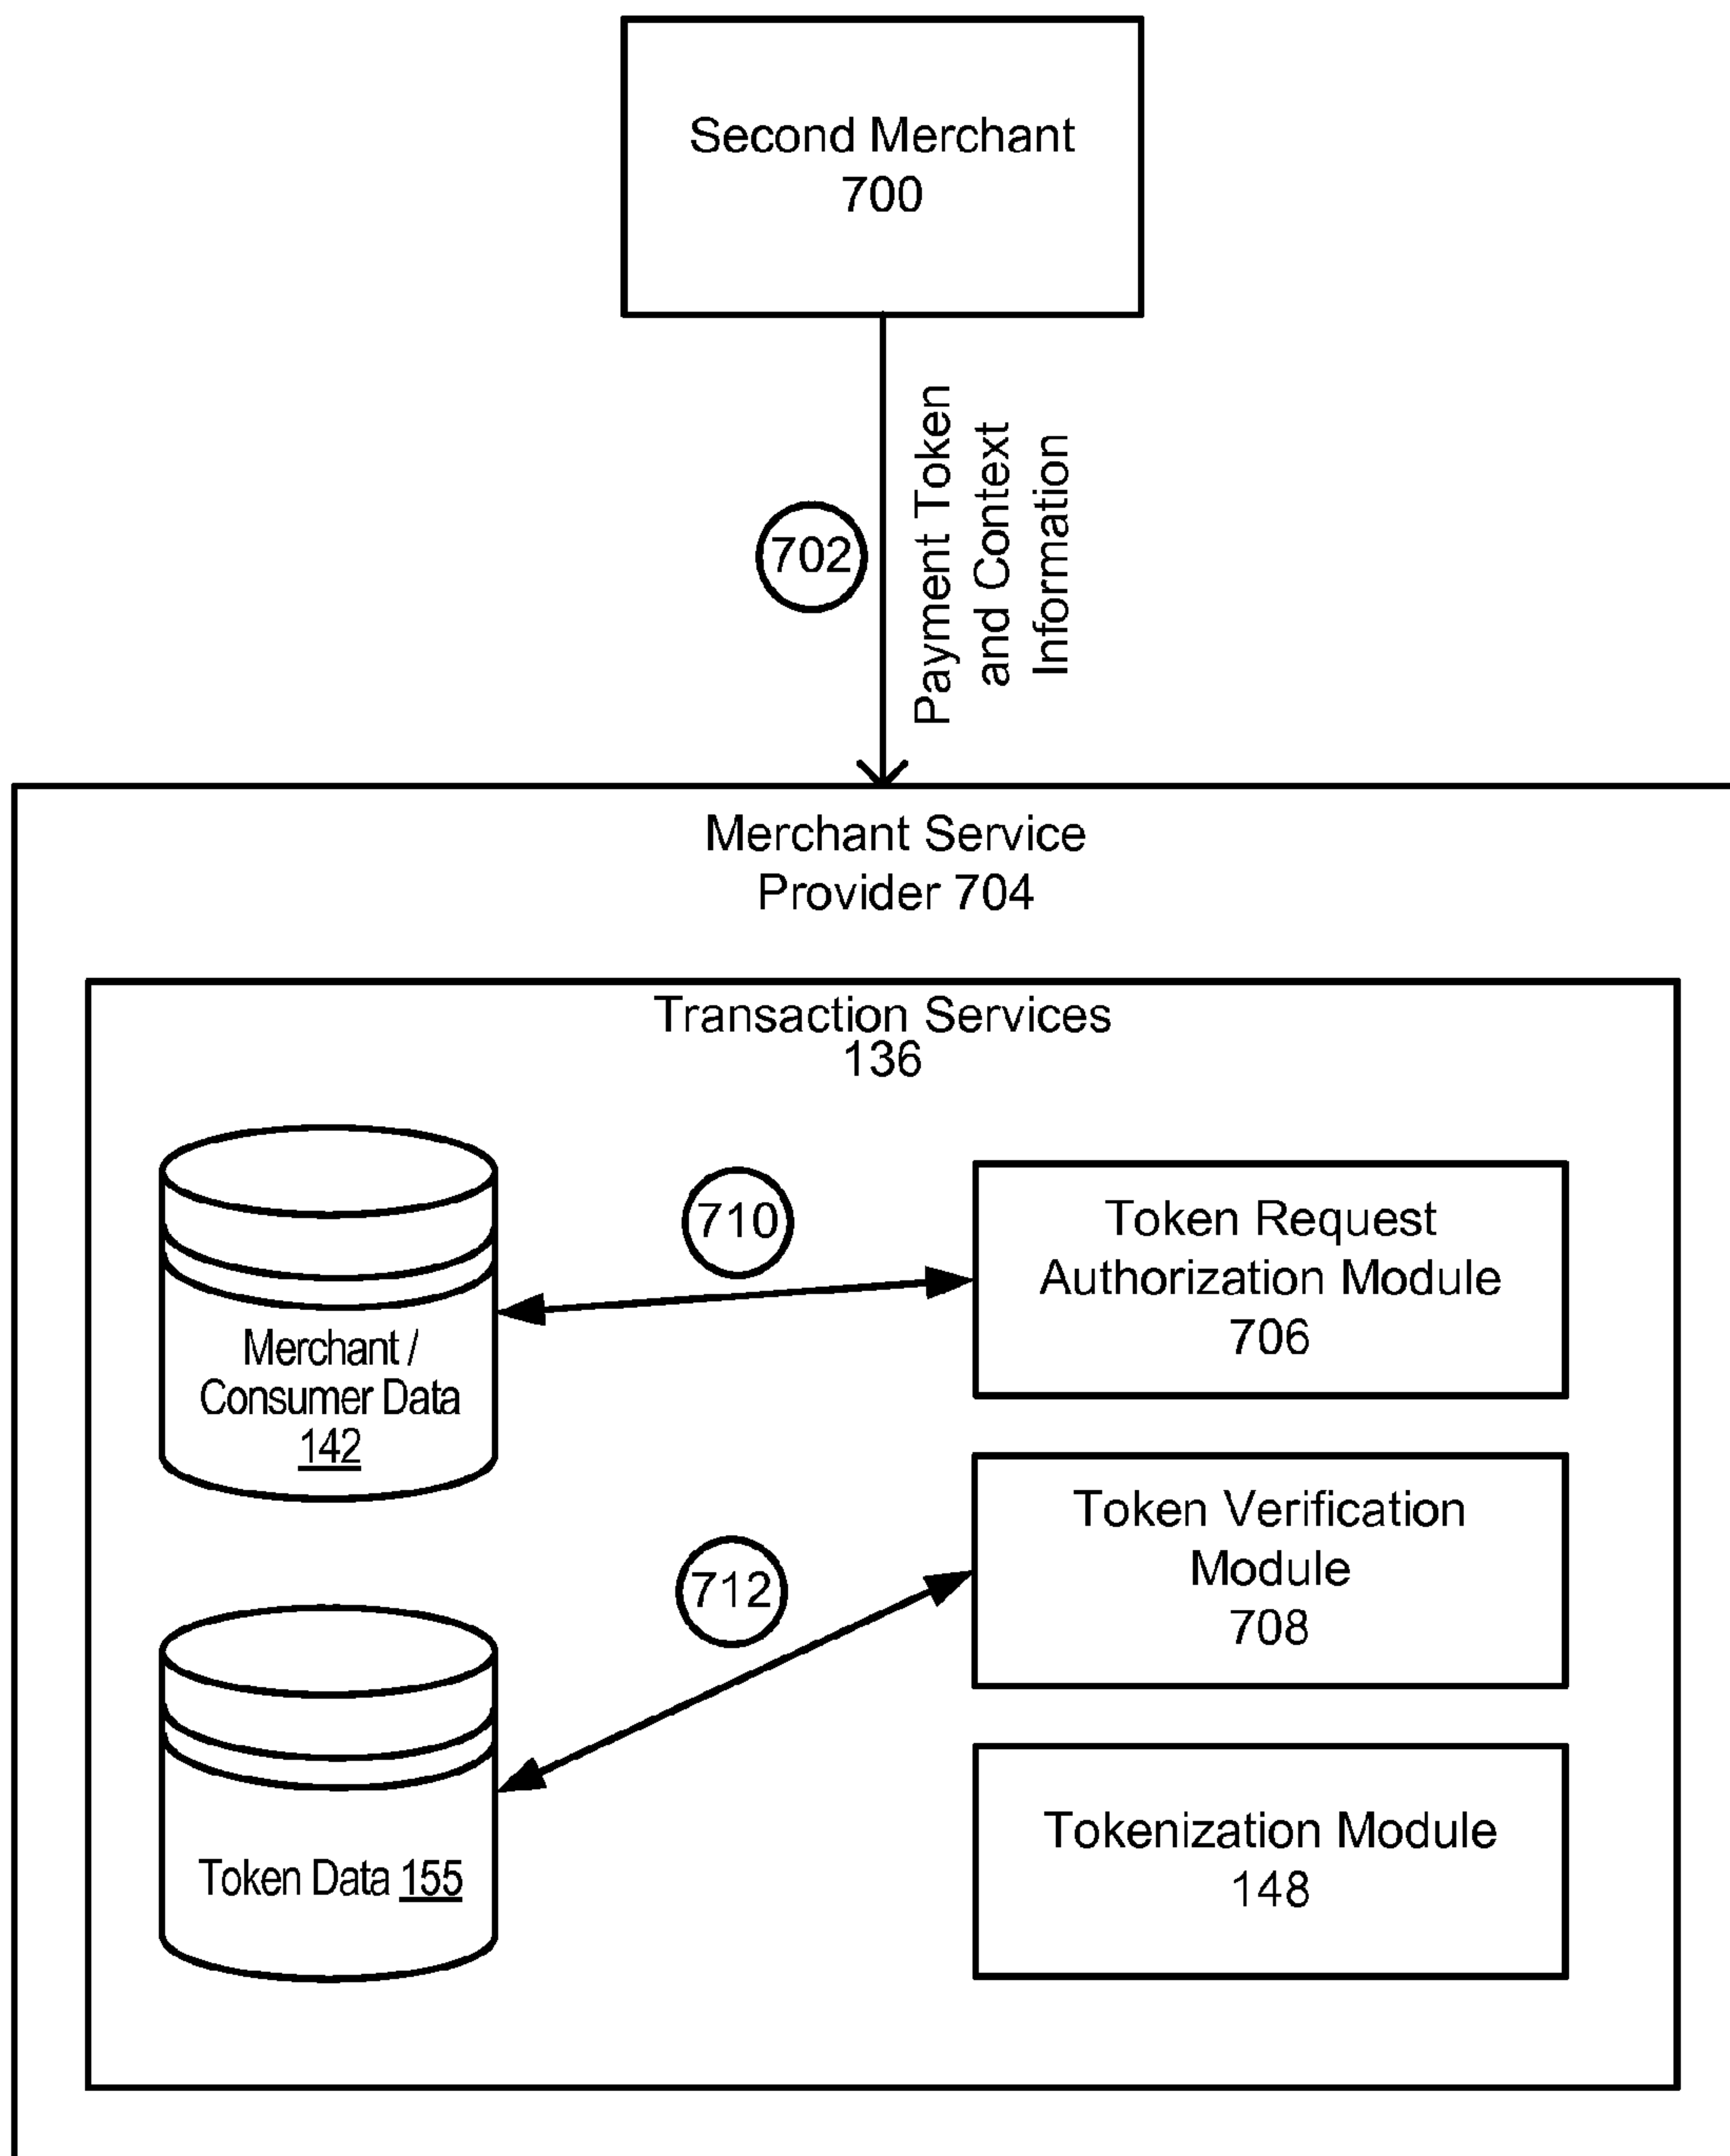 Second Merchant
700
702
Payment Token
and Context
Information
Merchant Service
Provider 704
Transaction Services
136
Merchant /
Consumer Data
142
710
Token Request
Authorization Module
706
Token Verification
Module
708
712
Token Data 155
Tokenization Module
148